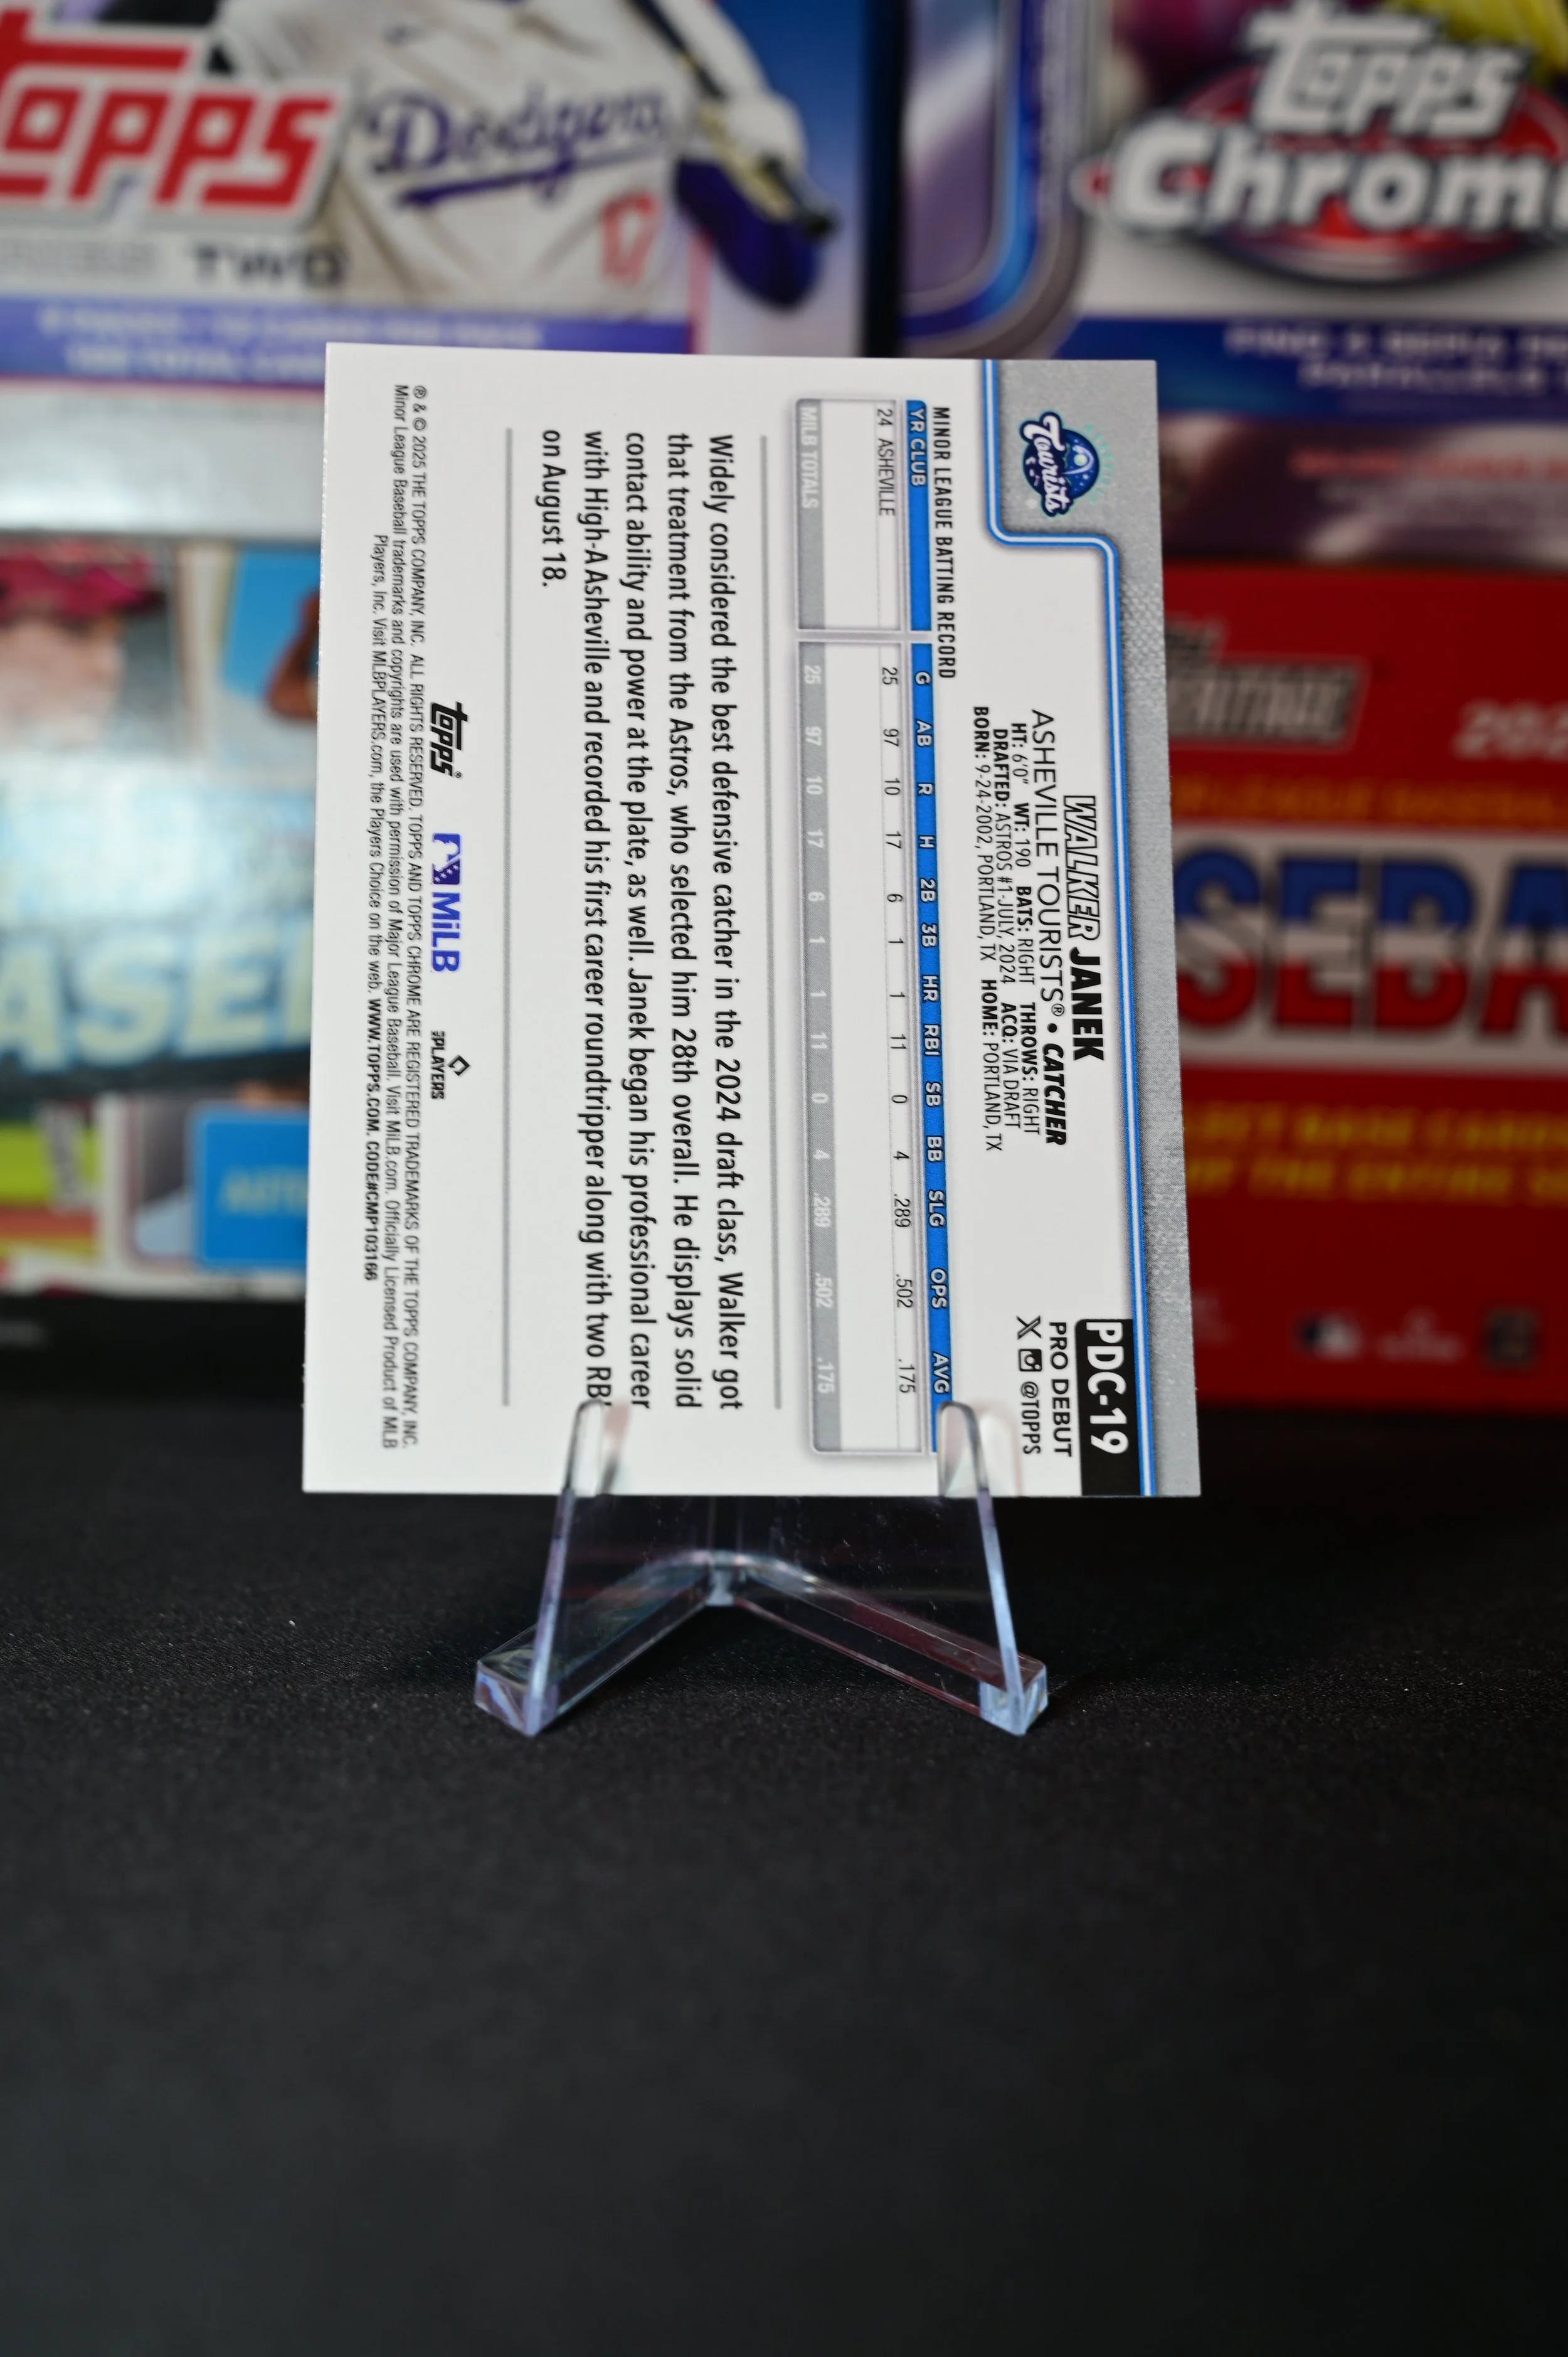 Topps
Dodgers
17
TWO
Topps
Chrome
PDC-19
PRO DEBUT
@TOPPS
Tourists
WALKER JANEK
ASHEVILLE TOURISTS® • CATCHER
HT: 6'0" WT: 190 BATS: RIGHT THROWS: RIGHT
DRAFTED: ASTROS #1-JULY, 2024 ACQ: VIA DRAFT
BORN: 9-24-2002, PORTLAND, TX HOME: PORTLAND, TX
MINOR LEAGUE BATTING RECORD
YR CLUB G AB R H 2B 3B HR RBI SB BB SLG OPS AVG
24 ASHEVILLE 25 97 10 17 6 1 1 11 0 4 .289 .502 .175
MILB TOTALS 25 97 10 17 6 1 1 11 0 4 .289 .502 .175
Widely considered the best defensive catcher in the 2024 draft class, Walker got
that treatment from the Astros, who selected him 28th overall. He displays solid
contact ability and power at the plate, as well. Janek began his professional career
with High-A Asheville and recorded his first career roundtripper along with two RBI
on August 18.
Topps® MiLB PLAYERS
® & © 2025 THE TOPPS COMPANY, INC. ALL RIGHTS RESERVED. TOPPS AND TOPPS CHROME ARE REGISTERED TRADEMARKS OF THE TOPPS COMPANY, INC.
Minor League Baseball trademarks and copyrights are used with permission of Major League Baseball. Visit MiLB.com. Officially Licensed Product of MLB
Players, Inc. Visit MLBPLAYERS.com, the Players Choice on the web. WWW.TOPPS.COM. CODE#CMP103166